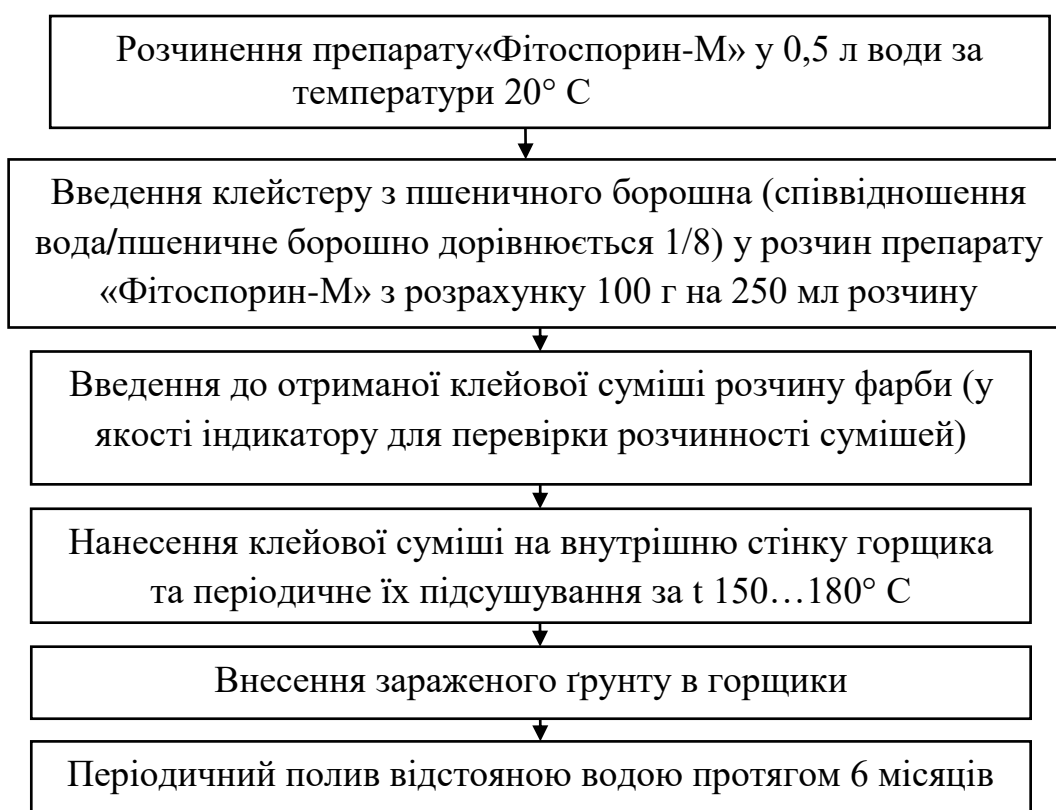 Розчинення препарату«Фітоспорин-М» у 0,5 л води за
температури 20° С
Введення клейстеру з пшеничного борошна (співвідношення
вода/пшеничне борошно дорівнюється 1/8) у розчин препарату
«Фітоспорин-М» з розрахунку 100 г на 250 мл розчину
Введення до отриманої клейової суміші розчину фарби (у
якості індикатору для перевірки розчинності сумішей)
Нанесення клейової суміші на внутрішню стінку горщика
та періодичне їх підсушування за t 150…180° С
Внесення зараженого ґрунту в горщики
Періодичний полив відстояною водою протягом 6 місяців